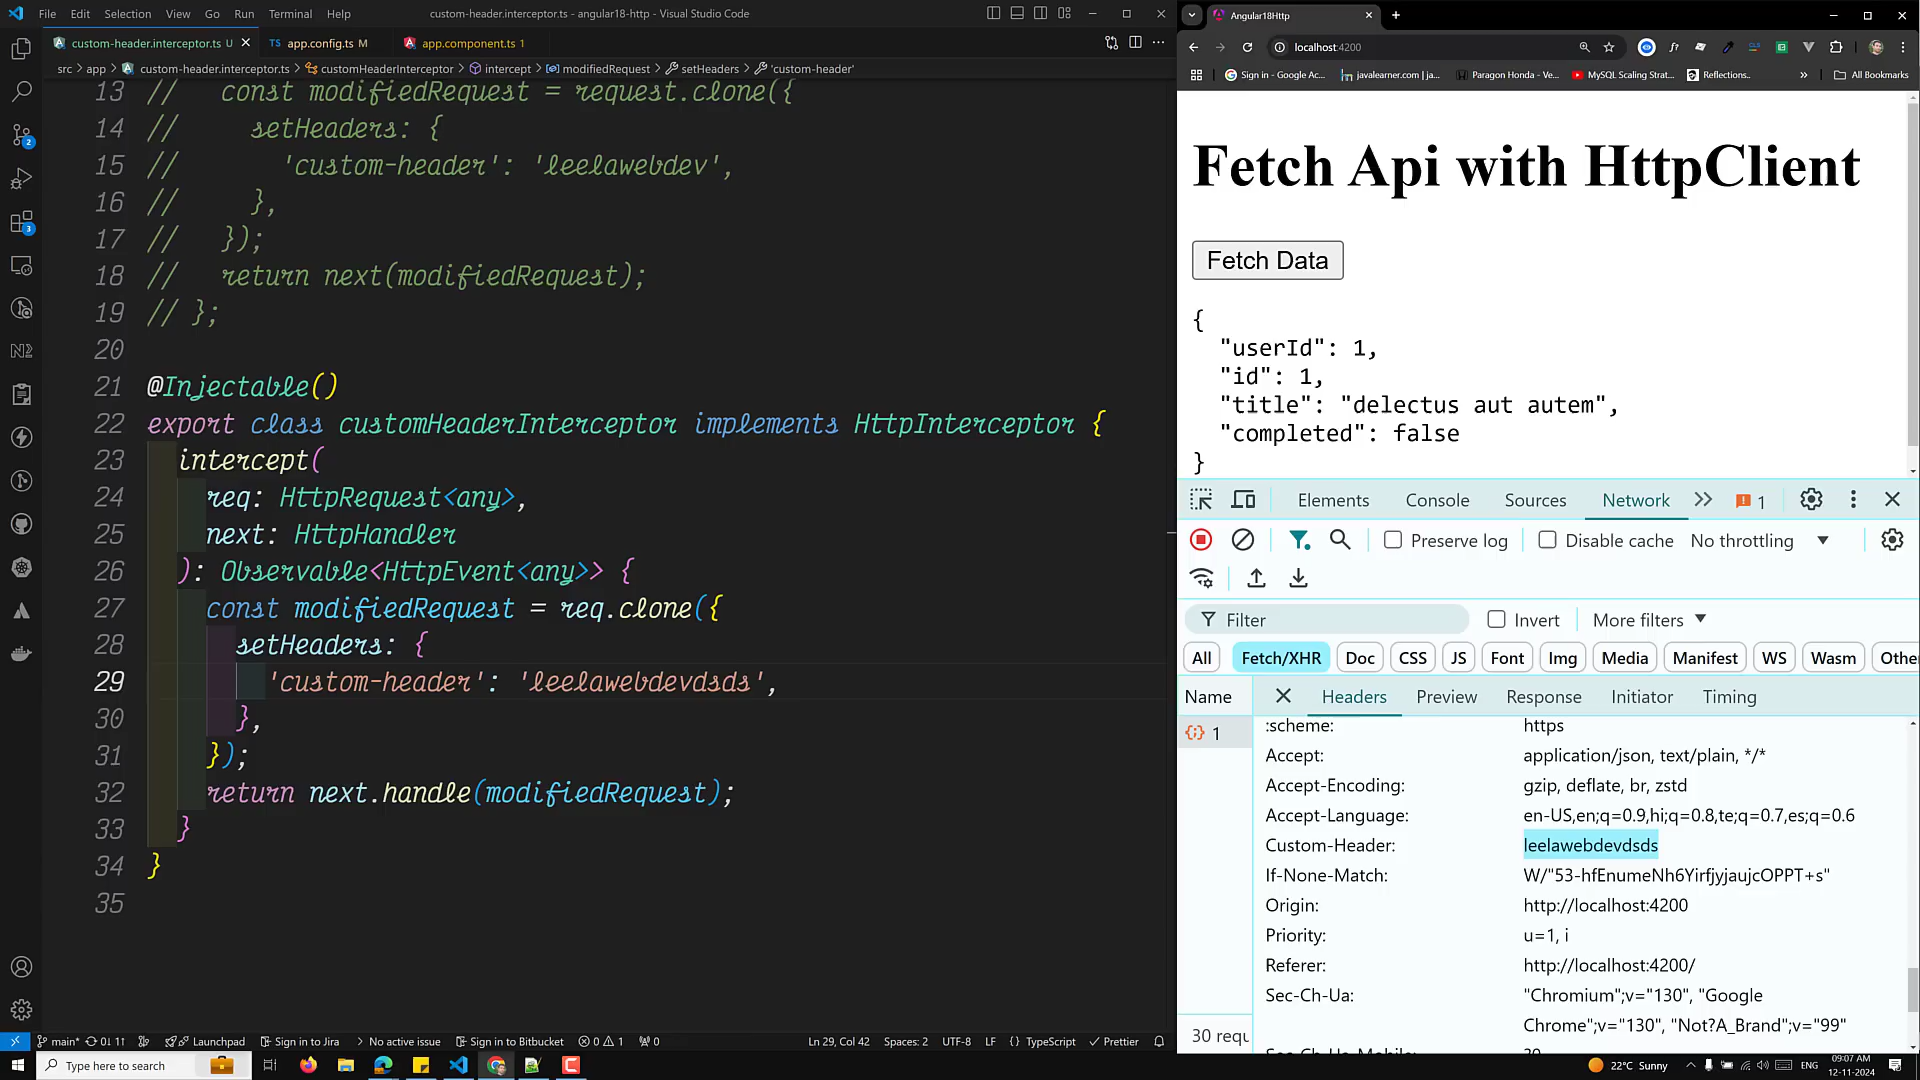 File Edit Selection View Go Run Terminal Help
custom-header.interceptor.ts - angular18-http - Visual Studio Code
custom-header.interceptor.ts U
TS app.config.ts M
app.component.ts 1
src > app > custom-header.interceptor.ts > customHeaderInterceptor > intercept > modifiedRequest > setHeaders > 'custom-header'
13 //   const modifiedRequest = request.clone({
14 //     setHeaders: {
15 //       'custom-header': 'leelawebdev',
16 //     },
17 //   });
18 //   return next(modifiedRequest);
19 // };
20
21 @Injectable()
22 export class customHeaderInterceptor implements HttpInterceptor {
23   intercept(
24     req: HttpRequest<any>,
25     next: HttpHandler
26   ): Observable<HttpEvent<any>> {
27     const modifiedRequest = req.clone({
28       setHeaders: {
29         'custom-header': 'leelawebdevdsds',
30       },
31     });
32     return next.handle(modifiedRequest);
33   }
34 }
35
2
3
main* 0↓ 1↑ Launchpad Sign in to Jira No active issue Sign in to Bitbucket 0 1 0
Ln 29, Col 42 Spaces: 2 UTF-8 LF {} TypeScript Prettier
Type here to search
22°C Sunny
ENG
09:07 AM
12-11-2024
Angular18Http
localhost:4200
Sign in - Google Ac...
javalearner.com | ja...
Paragon Honda - Ve...
MySQL Scaling Strat...
Reflections..
All Bookmarks
Fetch Api with HttpClient
Fetch Data
{
  "userId": 1,
  "id": 1,
  "title": "delectus aut autem",
  "completed": false
}
Elements Console Sources Network 1
Preserve log Disable cache No throttling
Filter Invert More filters
All Fetch/XHR Doc CSS JS Font Img Media Manifest WS Wasm Othe
Name Headers Preview Response Initiator Timing
1
:scheme: https
Accept: application/json, text/plain, */*
Accept-Encoding: gzip, deflate, br, zstd
Accept-Language: en-US,en;q=0.9,hi;q=0.8,te;q=0.7,es;q=0.6
Custom-Header: leelawebdevdsds
If-None-Match: W/"53-hfEnumeNh6YirfjyjaujcOPPT+s"
Origin: http://localhost:4200
Priority: u=1, i
Referer: http://localhost:4200/
Sec-Ch-Ua: "Chromium";v="130", "Google
Chrome";v="130", "Not?A_Brand";v="99"
30 requ